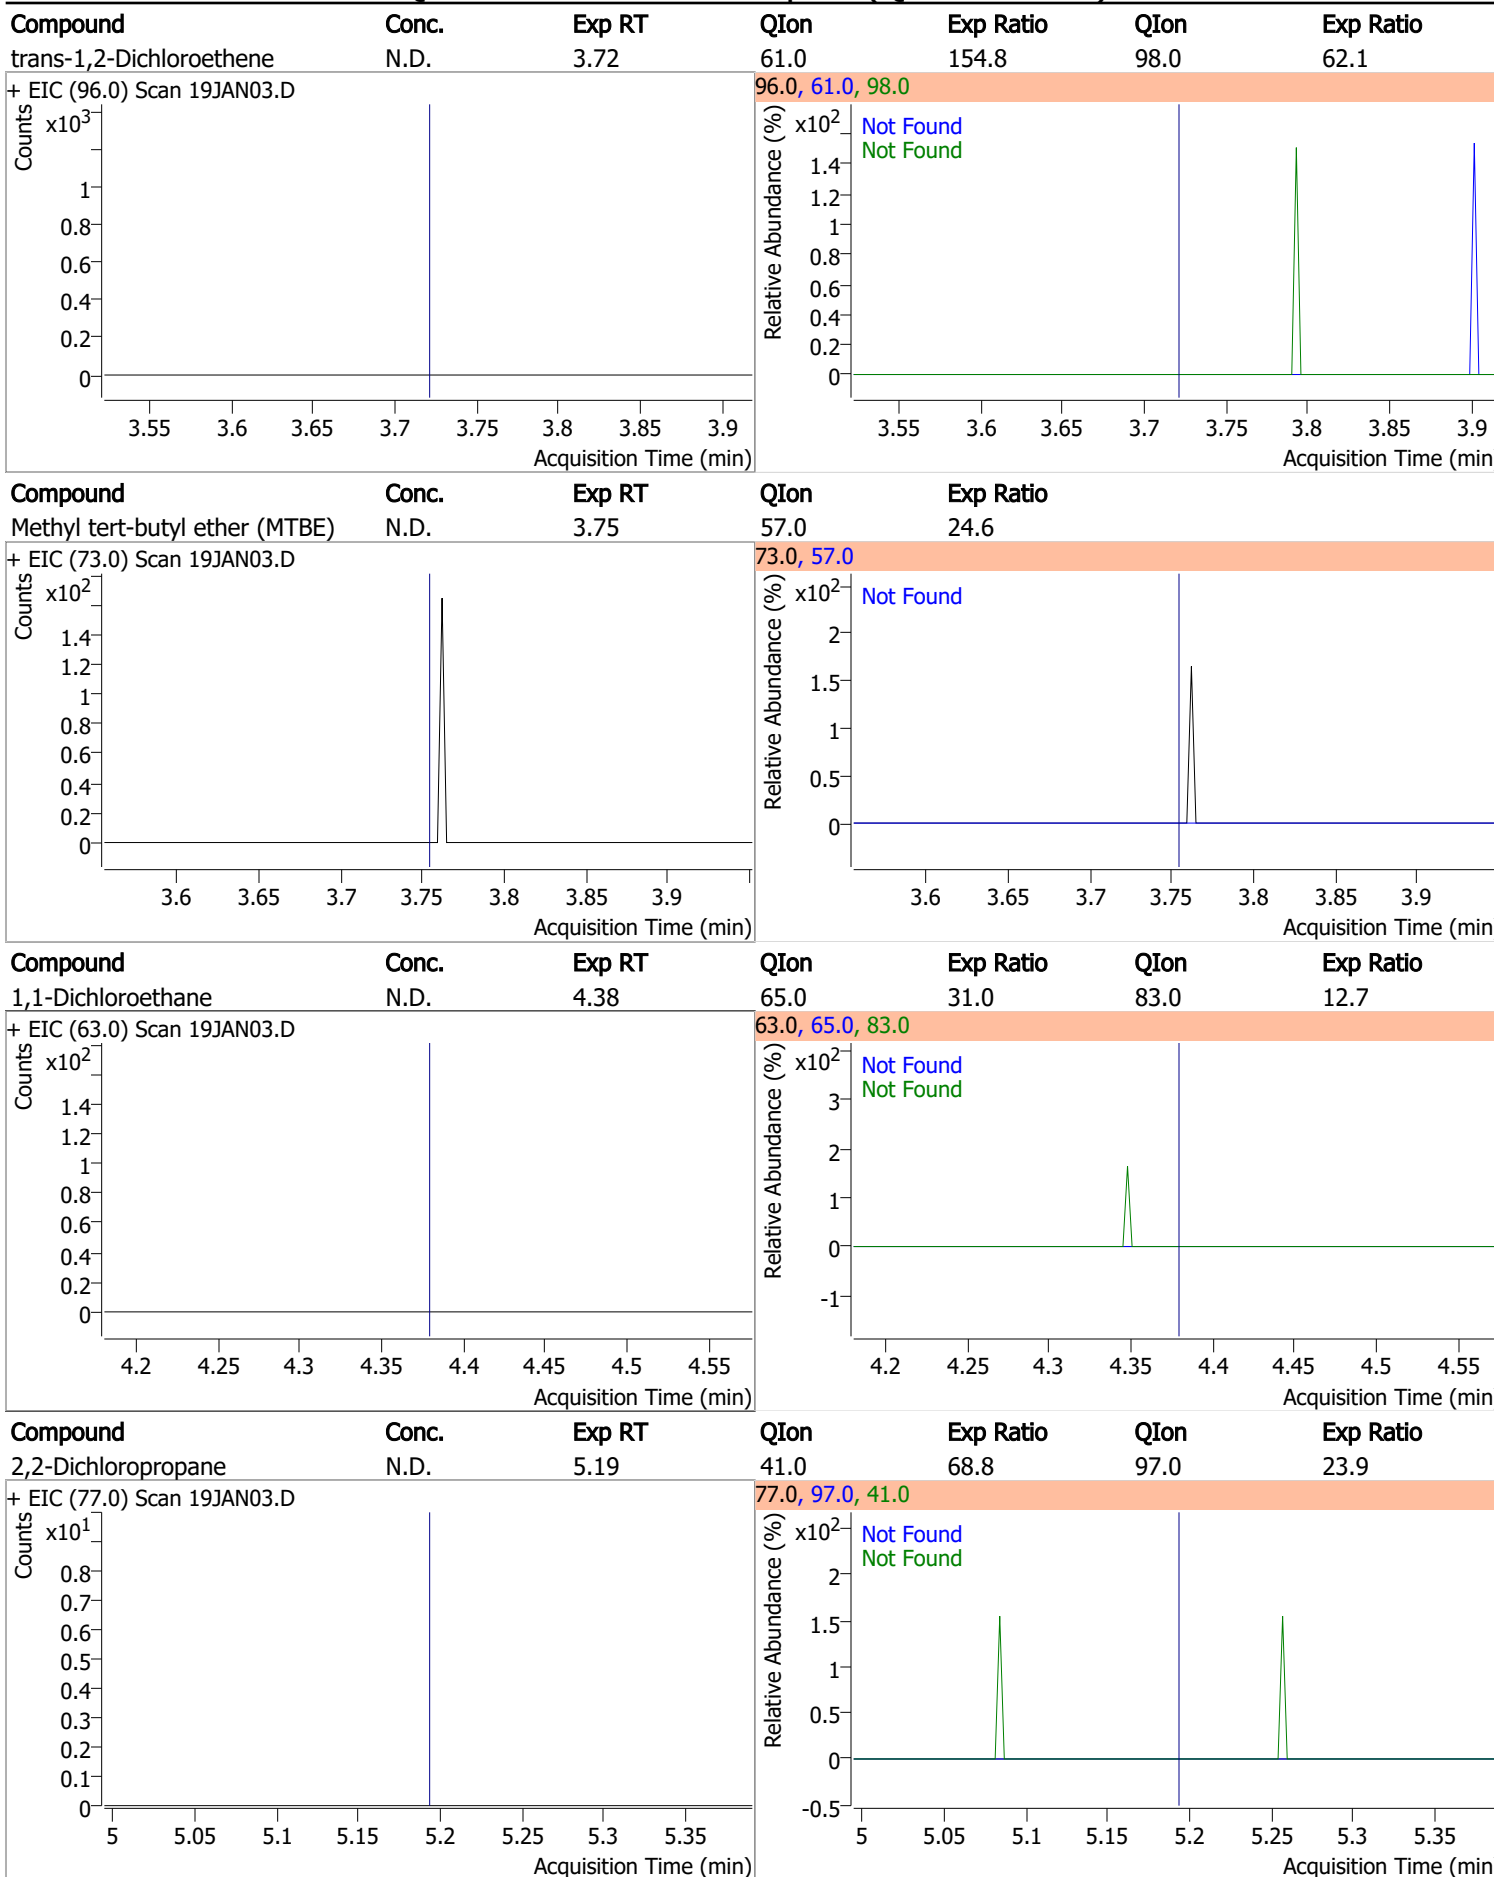 Compound Conc. Exp RT QIon Exp Ratio QIon Exp Ratio
trans-1,2-Dichloroethene N.D. 3.72 61.0 154.8 98.0 62.1
+ EIC (96.0) Scan 19JAN03.D
Counts
x10³
1
0.8
0.6
0.4
0.2
0
3.55 3.6 3.65 3.7 3.75 3.8 3.85 3.9
Acquisition Time (min)
96.0, 61.0, 98.0
Relative Abundance (%)
x10²
Not Found
Not Found
1.4
1.2
1
0.8
0.6
0.4
0.2
0
3.55 3.6 3.65 3.7 3.75 3.8 3.85 3.9
Acquisition Time (min
Compound Conc. Exp RT QIon Exp Ratio
Methyl tert-butyl ether (MTBE) N.D. 3.75 57.0 24.6
+ EIC (73.0) Scan 19JAN03.D
Counts
x10²
1.4
1.2
1
0.8
0.6
0.4
0.2
0
3.6 3.65 3.7 3.75 3.8 3.85 3.9
Acquisition Time (min)
73.0, 57.0
Relative Abundance (%)
x10²
Not Found
2
1.5
1
0.5
0
3.6 3.65 3.7 3.75 3.8 3.85 3.9
Acquisition Time (min
Compound Conc. Exp RT QIon Exp Ratio QIon Exp Ratio
1,1-Dichloroethane N.D. 4.38 65.0 31.0 83.0 12.7
+ EIC (63.0) Scan 19JAN03.D
Counts
x10²
1.4
1.2
1
0.8
0.6
0.4
0.2
0
4.2 4.25 4.3 4.35 4.4 4.45 4.5 4.55
Acquisition Time (min)
63.0, 65.0, 83.0
Relative Abundance (%)
x10²
Not Found
Not Found
3
2
1
0
-1
4.2 4.25 4.3 4.35 4.4 4.45 4.5 4.55
Acquisition Time (min
Compound Conc. Exp RT QIon Exp Ratio QIon Exp Ratio
2,2-Dichloropropane N.D. 5.19 41.0 68.8 97.0 23.9
+ EIC (77.0) Scan 19JAN03.D
Counts
x10¹
0.8
0.7
0.6
0.5
0.4
0.3
0.2
0.1
0
5 5.05 5.1 5.15 5.2 5.25 5.3 5.35
Acquisition Time (min)
77.0, 97.0, 41.0
Relative Abundance (%)
x10²
Not Found
Not Found
2
1.5
1
0.5
0
-0.5
5 5.05 5.1 5.15 5.2 5.25 5.3 5.35
Acquisition Time (min